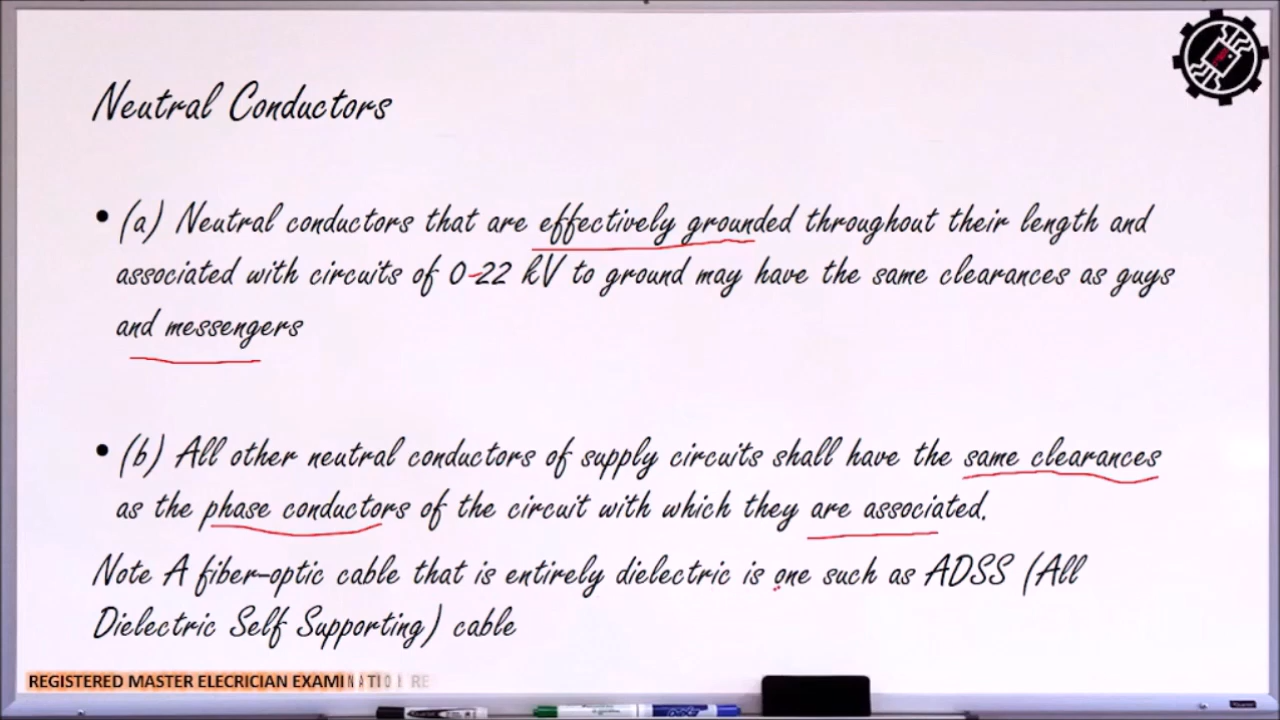 Neutral Conductors
• (a) Neutral conductors that are effectively grounded throughout their length and
associated with circuits of 0-22 kV to ground may have the same clearances as guys
and messengers
• (b) All other neutral conductors of supply circuits shall have the same clearances
as the phase conductors of the circuit with which they are associated.
Note A fiber-optic cable that is entirely dielectric is one such as ADSS (All
Dielectric Self Supporting) cable
REGISTERED MASTER ELECRICIAN EXAMINATIO RE